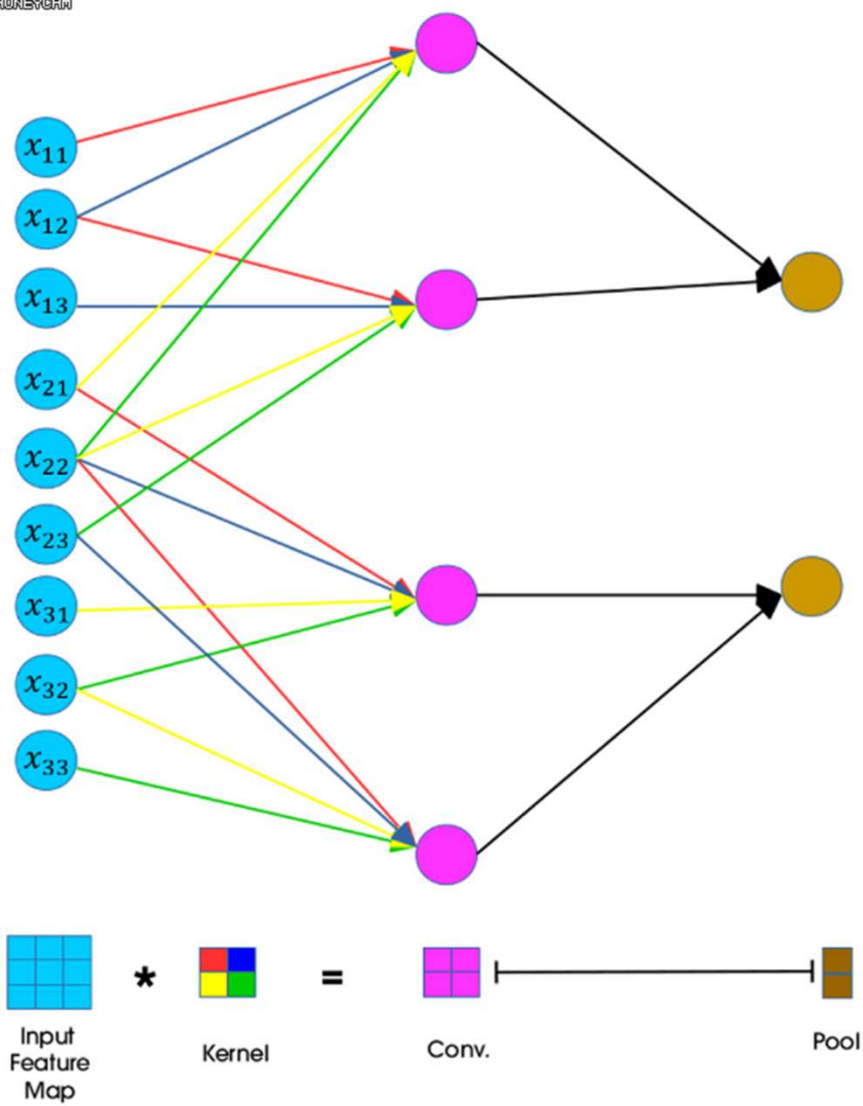 x11
x12
x13
x21
x22
x23
x31
x32
x33
*
=
Input
Feature
Map
Kernel
Conv.
Pool